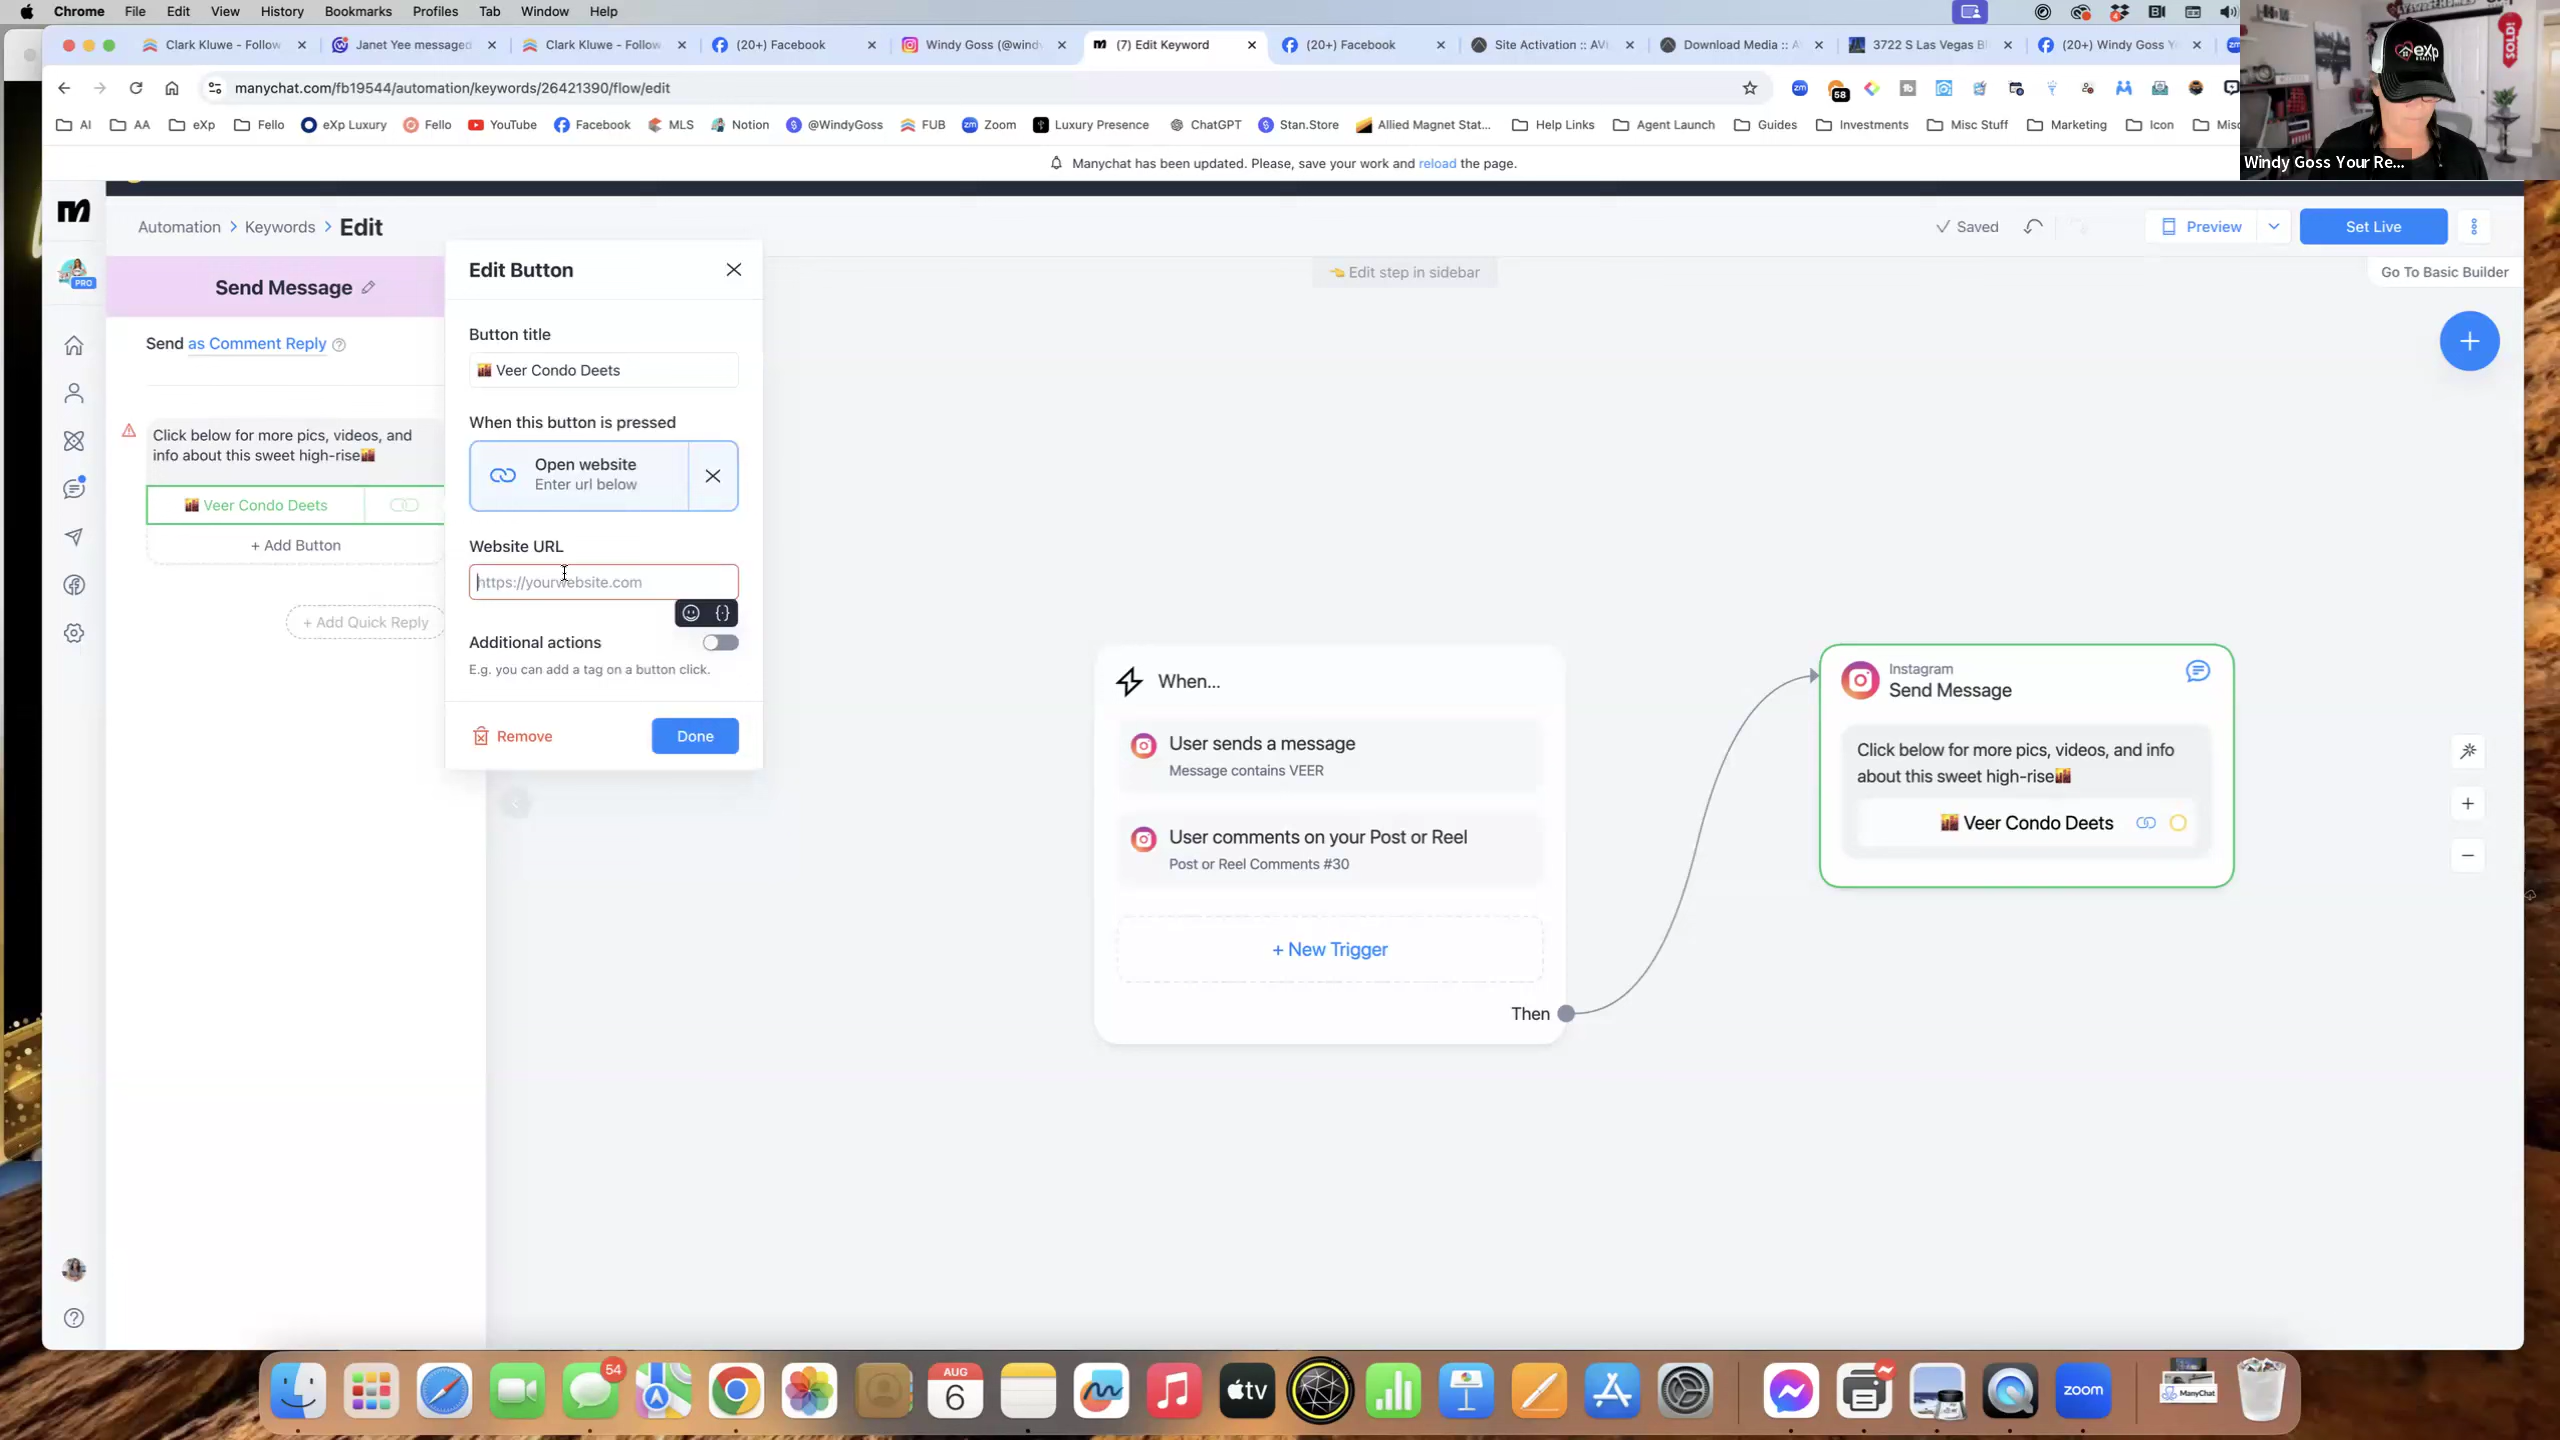 Chrome File Edit View History Bookmarks Profiles Tab Window Help
Clark Kluwe - Follow
Janet Yee messaged
Clark Kluwe - Follow
(20+) Facebook
Windy Goss (@windy
(7) Edit Keyword
(20+) Facebook
Site Activation :: AVI
Download Media :: A
3722 S Las Vegas Bl
(20+) Windy Goss Y
manychat.com/fb19544/automation/keywords/26421390/flow/edit
58
AI AA eXp Fello eXp Luxury Fello YouTube Facebook MLS Notion @WindyGoss FUB Zoom Luxury Presence ChatGPT Stan.Store Allied Magnet Stat... Help Links Agent Launch Guides Investments Misc Stuff Marketing Icon Misc
Manychat has been updated. Please, save your work and reload the page.
eXp
SOLD!
Windy Goss Your Re...
Automation > Keywords > Edit
Saved
Preview
Set Live
PRO
Send Message
Edit step in sidebar
Go To Basic Builder
Send as Comment Reply
Click below for more pics, videos, and
info about this sweet high-rise🌇
🌇 Veer Condo Deets
+ Add Button
+ Add Quick Reply
Edit Button
Button title
🌇 Veer Condo Deets
When this button is pressed
Open website
Enter url below
Website URL
https://yourwebsite.com
Additional actions
E.g. you can add a tag on a button click.
Remove
Done
When...
User sends a message
Message contains VEER
User comments on your Post or Reel
Post or Reel Comments #30
+ New Trigger
Then
Instagram
Send Message
Click below for more pics, videos, and info
about this sweet high-rise🌇
🌇 Veer Condo Deets
54
AUG
6
tv
zoom
ManyChat